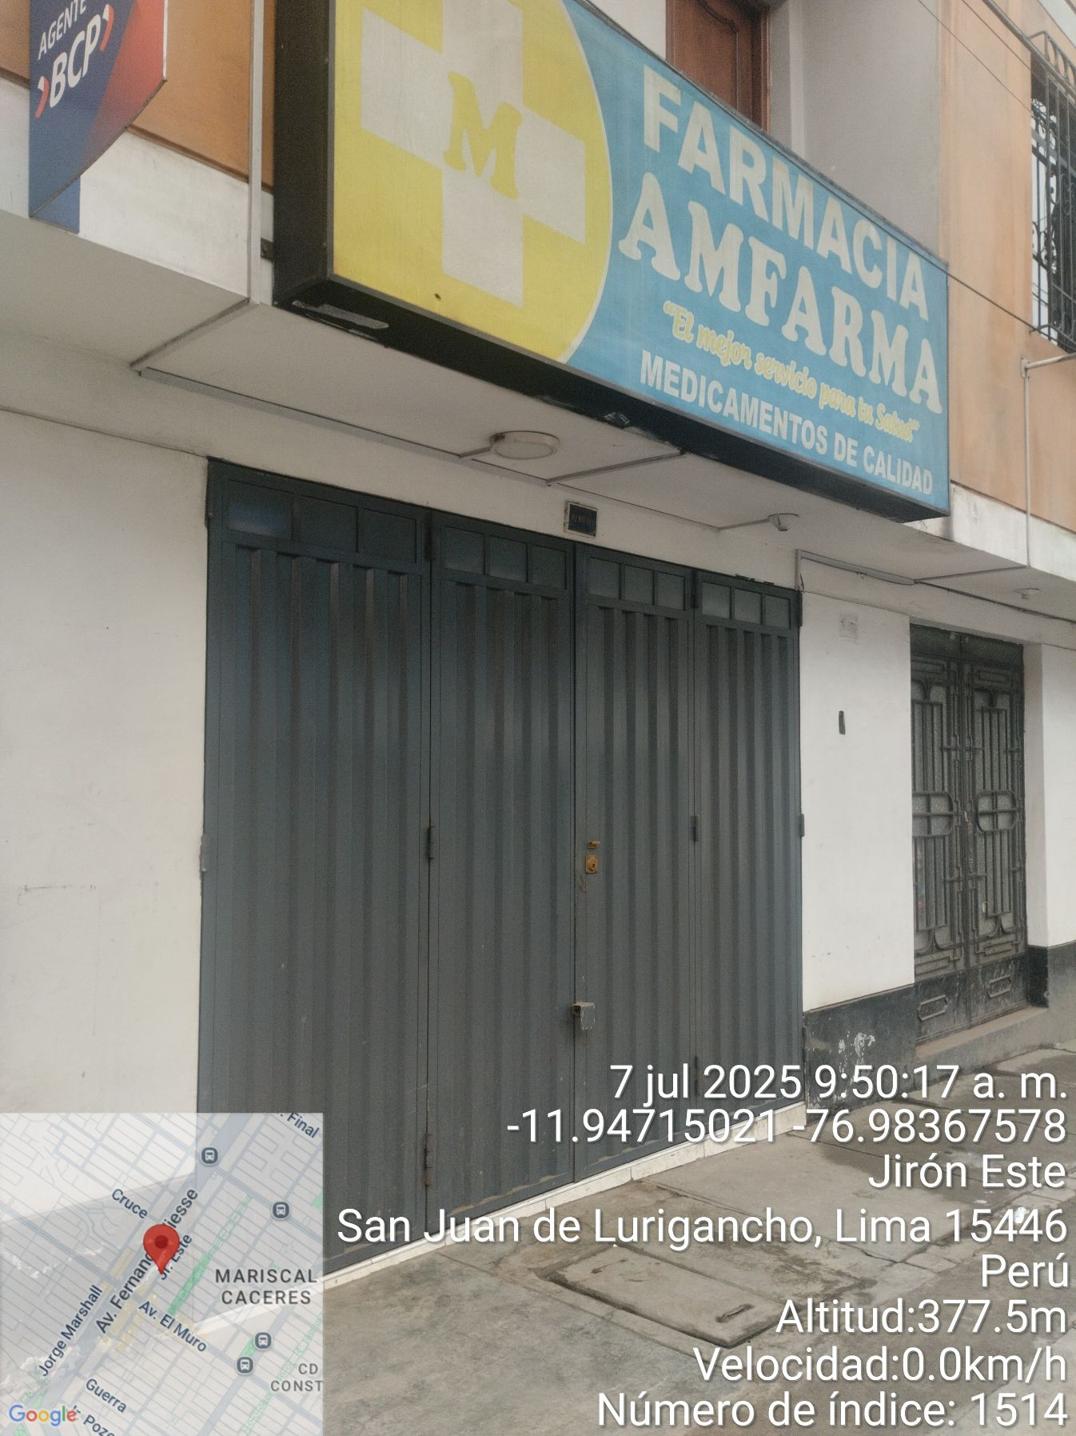 AGENTE
BCP
M
FARMACIA
AMFARMA
"El mejor servicio para tu Salud"
MEDICAMENTOS DE CALIDAD
7 jul 2025 9:50:17 a. m.
-11.94715021 -76.98367578
Jirón Este
San Juan de Lurigancho, Lima 15446
Perú
Altitud:377.5m
Velocidad:0.0km/h
Número de índice: 1514
Final
Cruce
Jr. Este
MARISCAL
CACERES
Av. El Muro
Jorge Marshall
CD
CONST
Guerra
Google